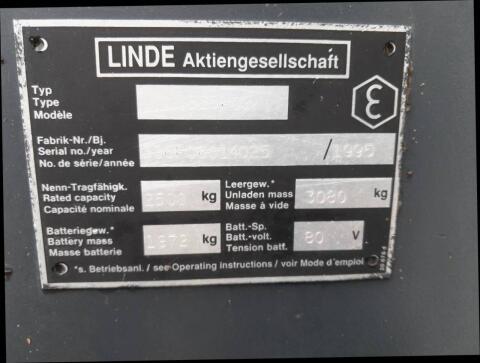 LINDE Aktiengesellschaft
Typ
Type
Modèle
Fabrik-Nr./Bj.
Serial no./year /1995
No. de série/année
Nenn-Tragfähigk. Leergew.*
Rated capacity kg Unladen mass 3080 kg
Capacité nominale Masse à vide
Batteriegew.* Batt.-Sp.
Battery mass kg Batt.-volt. 80 V
Masse batterie Tension batt.
*s. Betriebsanl. / see Operating Instructions / voir Mode d'emploi